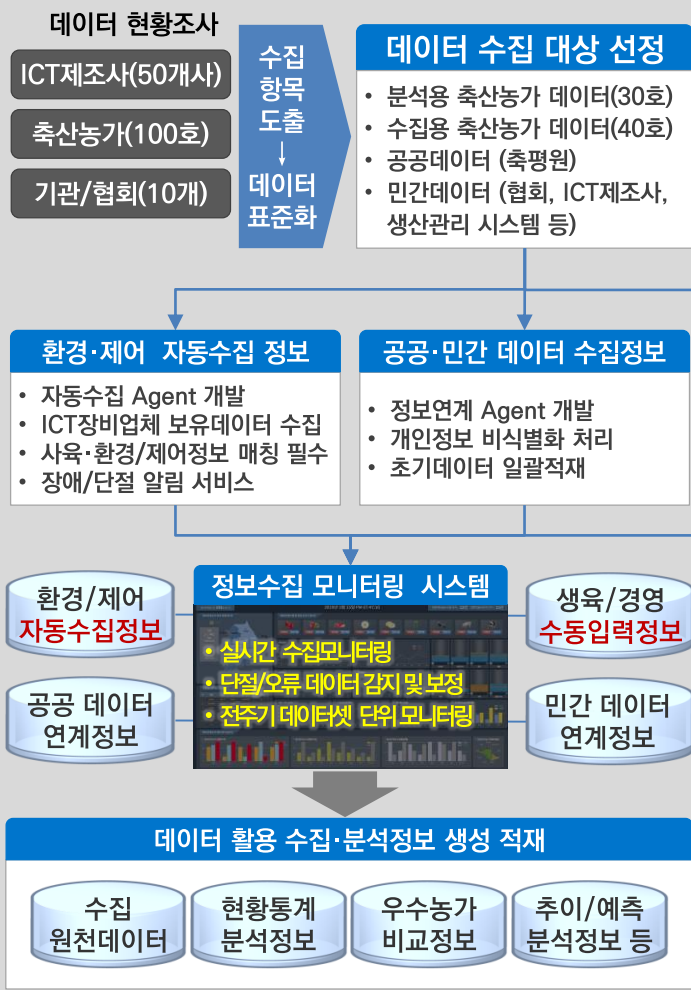 데이터 현황조사
ICT제조사(50개사)
축산농가(100호)
기관/협회(10개)
수집
항목
도출
→
데이터
표준화
데이터 수집 대상 선정
• 분석용 축산농가 데이터(30호)
• 수집용 축산농가 데이터(40호)
• 공공데이터 (축평원)
• 민간데이터 (협회, ICT제조사,
생산관리 시스템 등)
환경·제어 자동수집 정보
• 자동수집 Agent 개발
• ICT장비업체 보유데이터 수집
• 사육·환경/제어정보 매칭 필수
• 장애/단절 알림 서비스
공공·민간 데이터 수집정보
• 정보연계 Agent 개발
• 개인정보 비식별화 처리
• 초기데이터 일괄적재
정보수집 모니터링 시스템
• 실시간 수집모니터링
• 단절/오류 데이터 감지 및 보정
• 전주기 데이터셋 단위 모니터링
환경/제어
자동수집정보
공공 데이터
연계정보
생육/경영
수동입력정보
민간 데이터
연계정보
데이터 활용 수집·분석정보 생성 적재
수집
원천데이터
현황통계
분석정보
우수농가
비교정보
추이/예측
분석정보 등